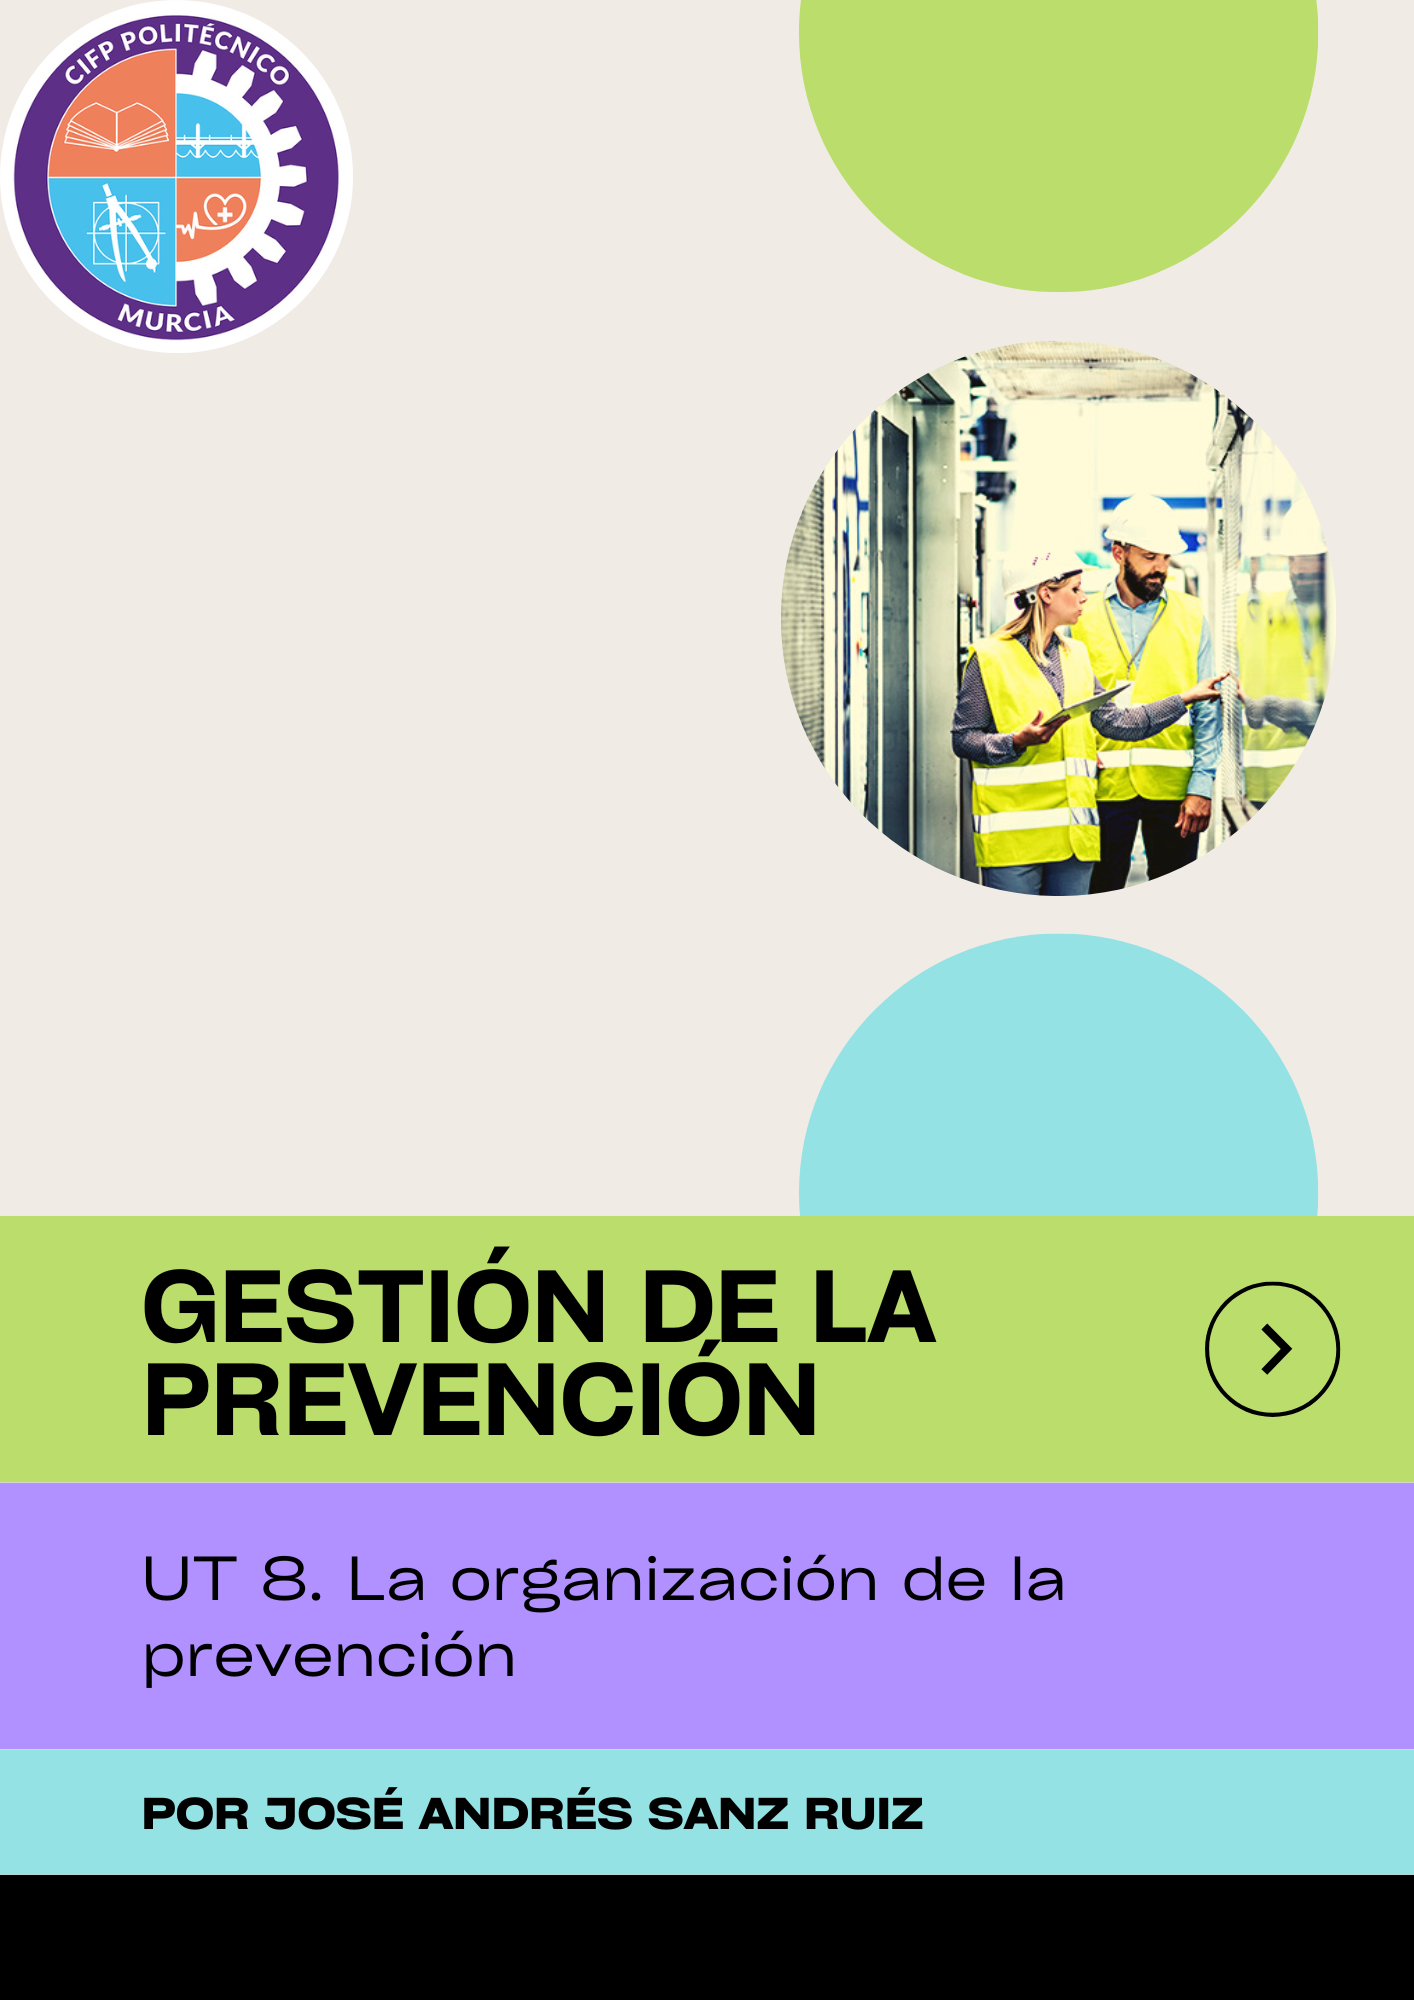 CIFP POLITÉCNICO
MURCIA
GESTIÓN DE LA
PREVENCIÓN
UT 8. La organización de la
prevención
POR JOSÉ ANDRÉS SANZ RUIZ